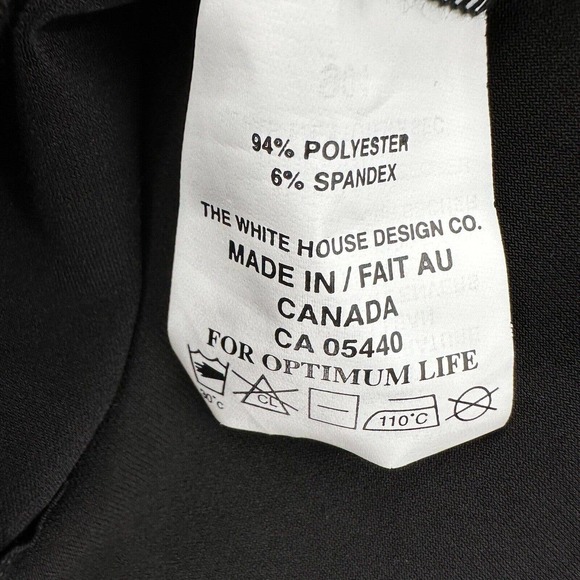 94% POLYESTER
6% SPANDEX
THE WHITE HOUSE DESIGN CO.
MADE IN / FAIT AU
CANADA
CA 05440
FOR OPTIMUM LIFE
30°C CL 110°C